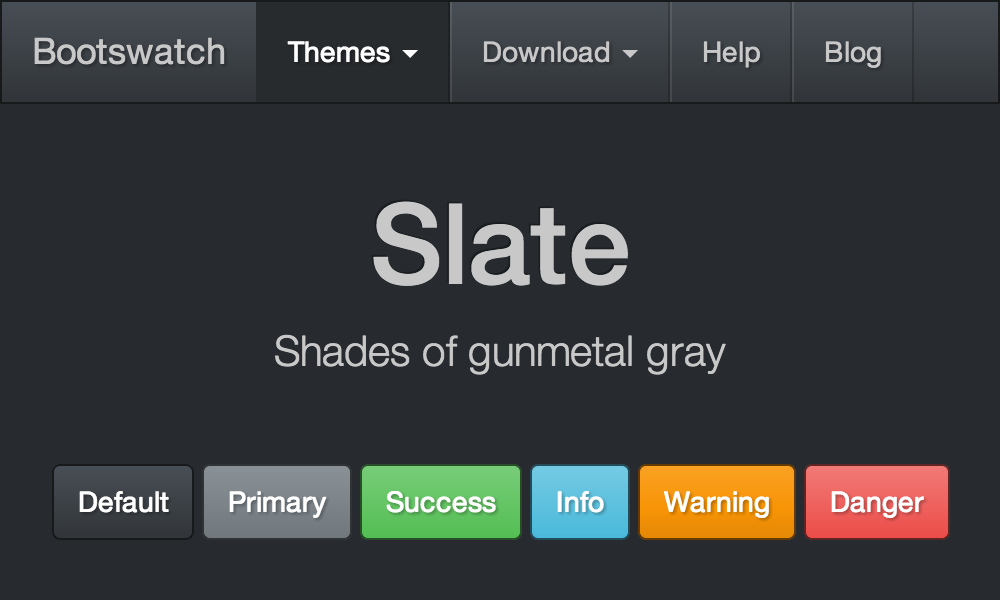 Bootswatch Themes Download Help Blog
Slate
Shades of gunmetal gray
Default Primary Success Info Warning Danger